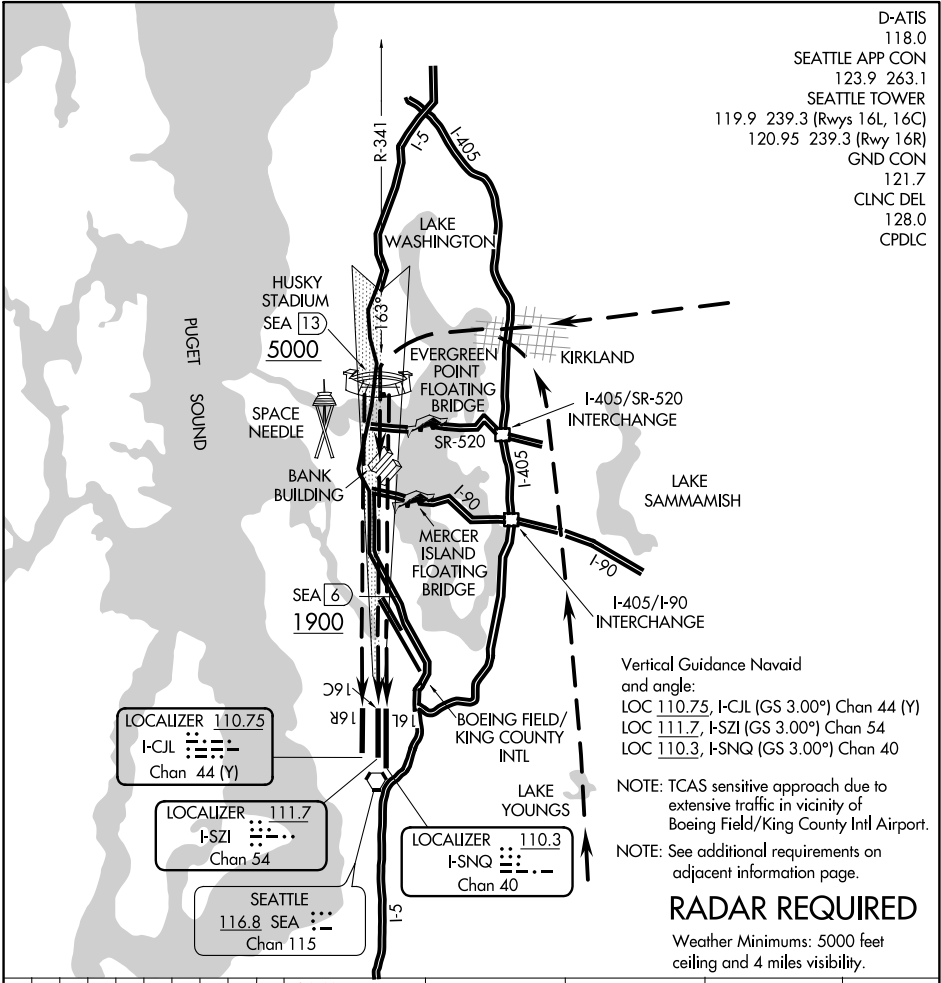 D-ATIS
118.0
SEATTLE APP CON
123.9 263.1
SEATTLE TOWER
119.9 239.3 (Rwys 16L, 16C)
120.95 239.3 (Rwy 16R)
GND CON
121.7
CLNC DEL
128.0
CPDLC
R-341
I-5
I-405
LAKE
WASHINGTON
163°
HUSKY
STADIUM
SEA 13
5000
PUGET SOUND
SPACE
NEEDLE
EVERGREEN
POINT
FLOATING
BRIDGE
KIRKLAND
I-405/SR-520
INTERCHANGE
SR-520
I-405
BANK
BUILDING
I-90
LAKE
SAMMAMISH
MERCER
ISLAND
FLOATING
BRIDGE
I-90
SEA 6
1900
I-405/I-90
INTERCHANGE
16C
16R
16L
BOEING FIELD/
KING COUNTY
INTL
Vertical Guidance Navaid
and angle:
LOC 110.75, I-CJL (GS 3.00°) Chan 44 (Y)
LOC 111.7, I-SZI (GS 3.00°) Chan 54
LOC 110.3, I-SNQ (GS 3.00°) Chan 40
LOCALIZER 110.75
I-CJL
Chan 44 (Y)
LAKE
YOUNGS
NOTE: TCAS sensitive approach due to
extensive traffic in vicinity of
Boeing Field/King County Intl Airport.
LOCALIZER 111.7
I-SZI
Chan 54
LOCALIZER 110.3
I-SNQ
Chan 40
NOTE: See additional requirements on
adjacent information page.
SEATTLE
116.8 SEA
Chan 115
I-5
RADAR REQUIRED
Weather Minimums: 5000 feet
ceiling and 4 miles visibility.